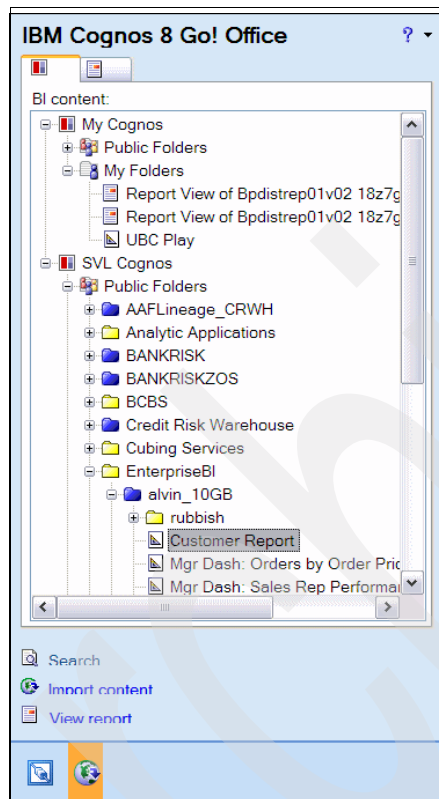 IBM Cognos 8 Go! Office ?
BI content:
My Cognos
Public Folders
My Folders
Report View of Bpdistrep01v02 18z7g
Report View of Bpdistrep01v02 18z7g
UBC Play
SVL Cognos
Public Folders
AAFLineage_CRWH
Analytic Applications
BANKRISK
BANKRISKZOS
BCBS
Credit Risk Warehouse
Cubing Services
EnterpriseBI
alvin_10GB
rubbish
Customer Report
Mgr Dash: Orders by Order Pric
Mgr Dash: Sales Rep Performa
Search
Import content
View report